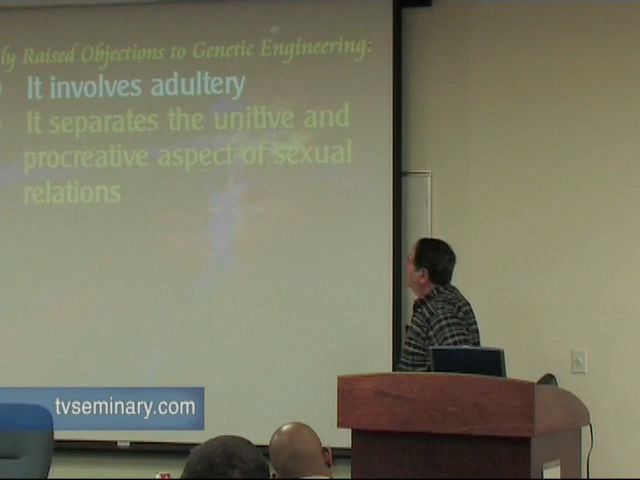 ly Raised Objections to Genetic Engineering:
It involves adultery
It separates the unitive and
procreative aspect of sexual
relations
tvseminary.com